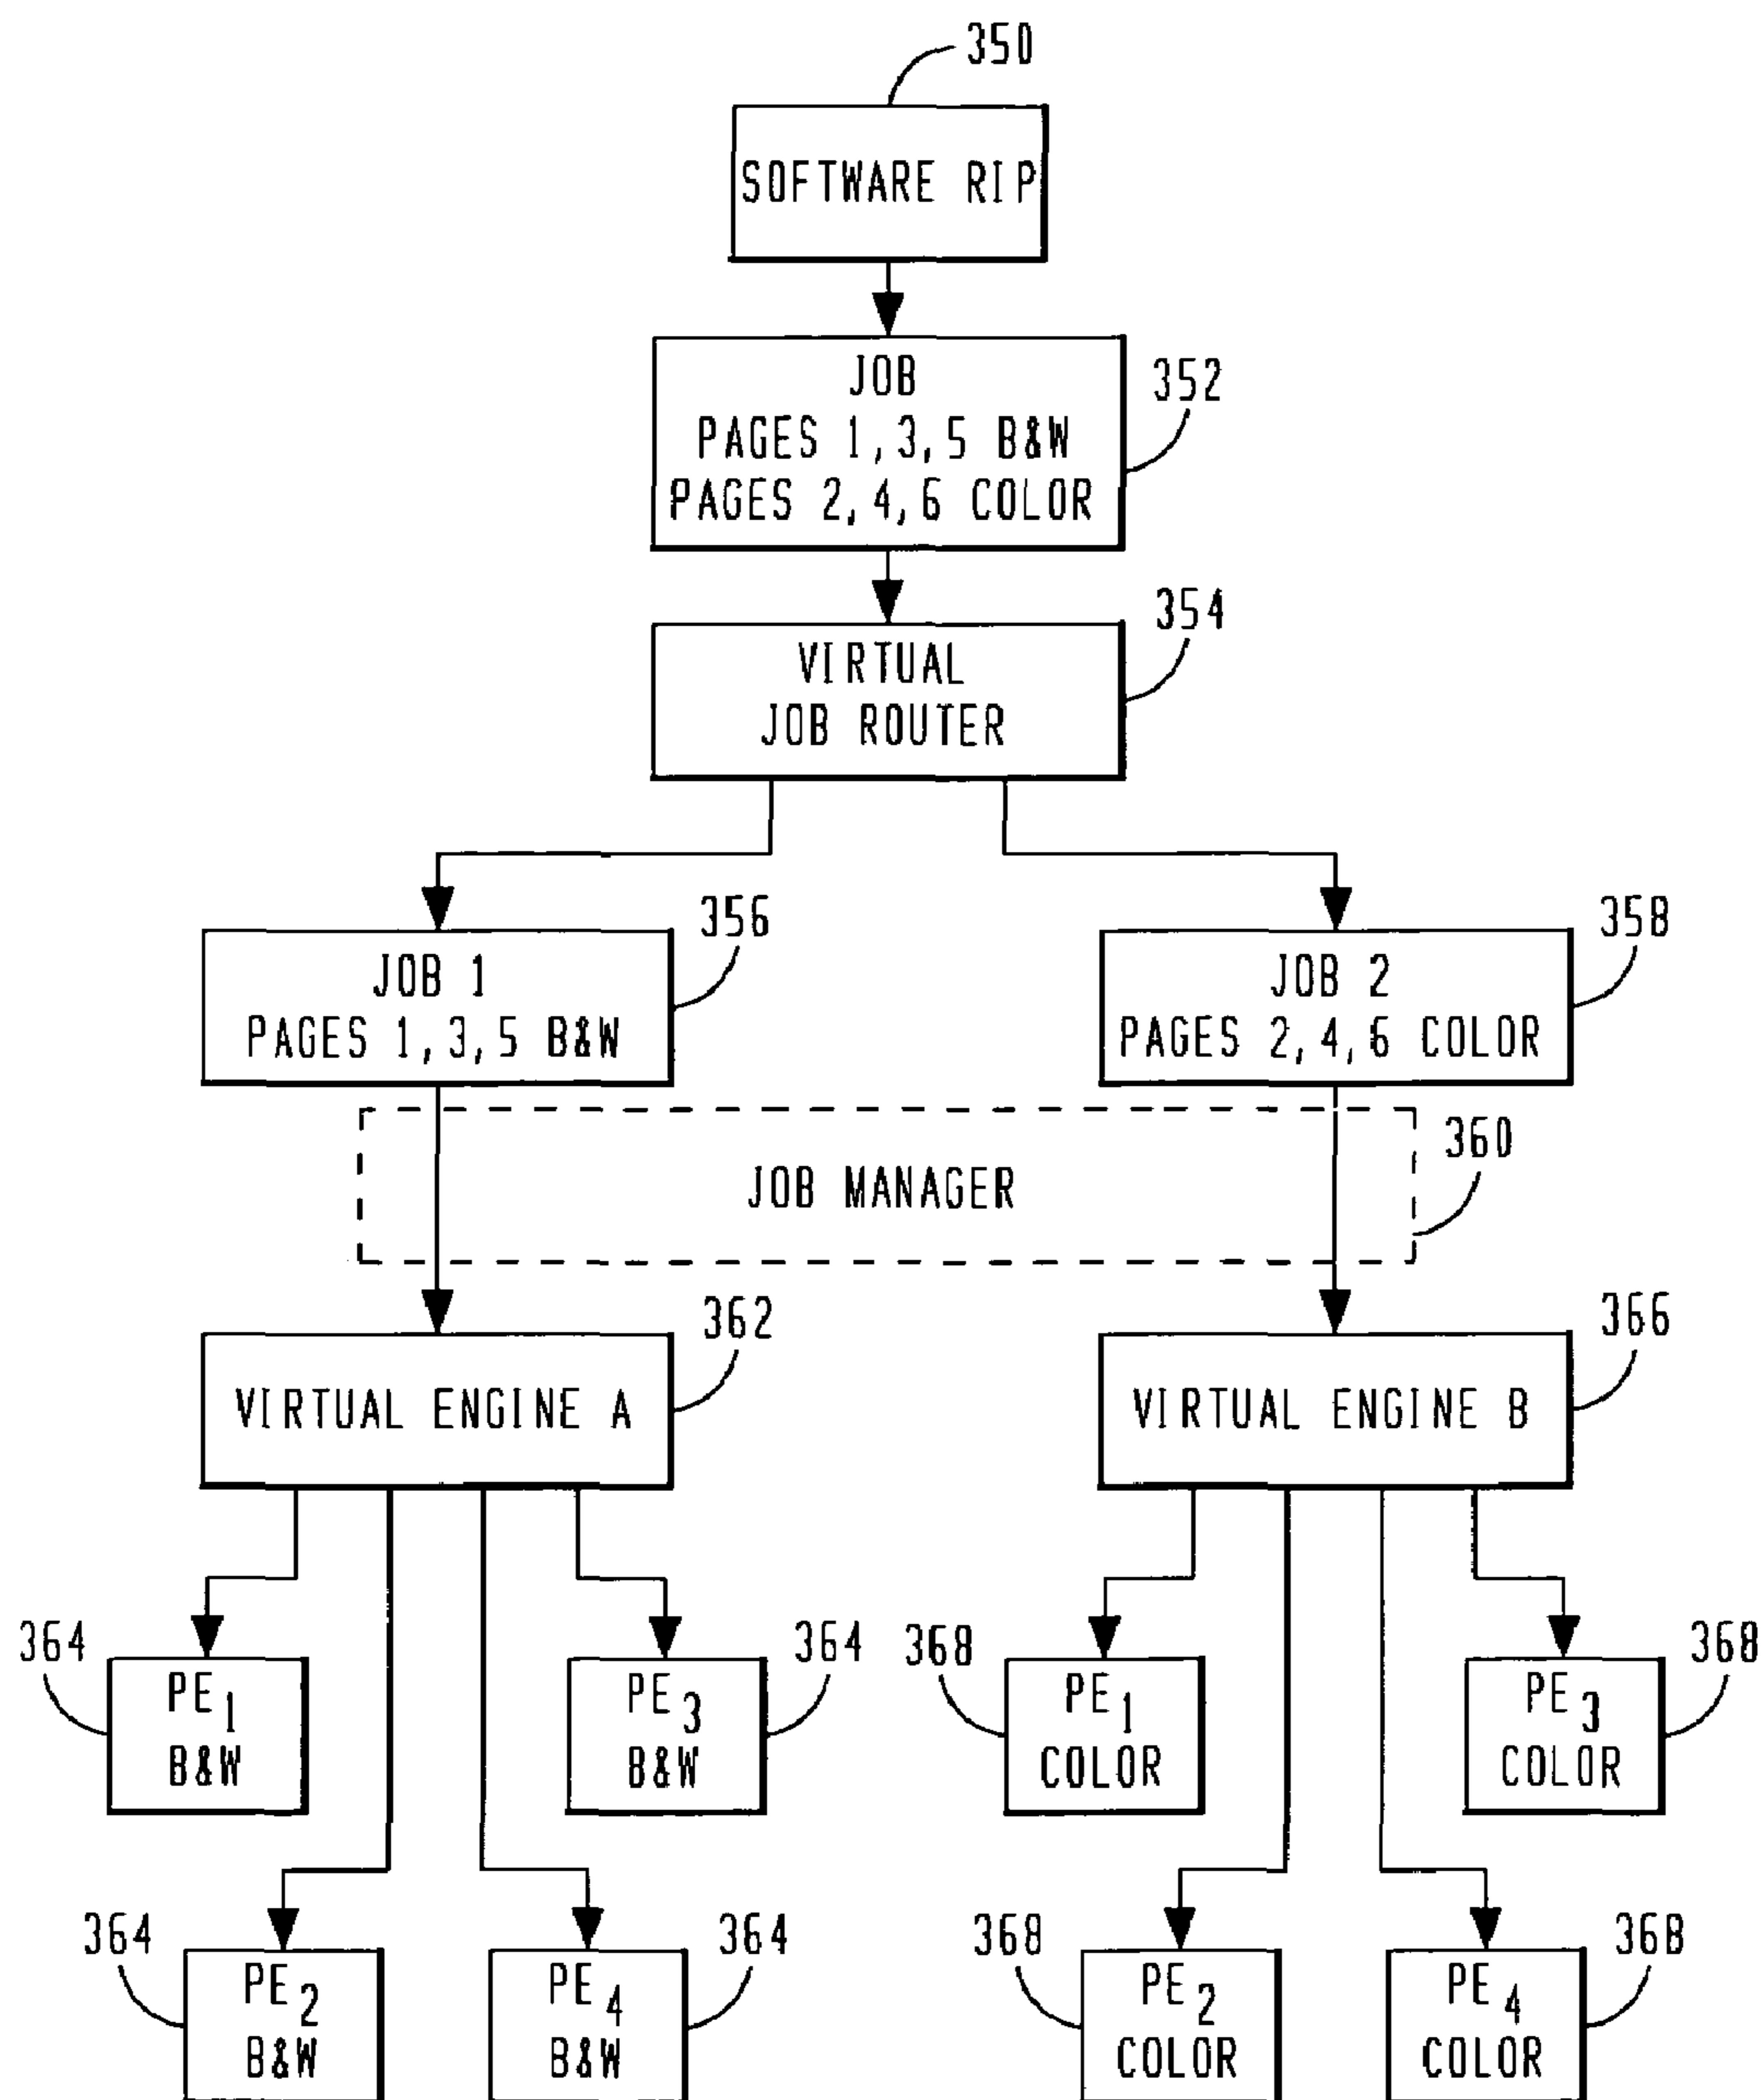 350
SOFTWARE RIP
JOB
PAGES 1,3,5 B&W
PAGES 2,4,6 COLOR
352
VIRTUAL
JOB ROUTER
354
JOB 1
PAGES 1,3,5 B&W
356
JOB 2
PAGES 2,4,6 COLOR
358
JOB MANAGER
360
VIRTUAL ENGINE A
362
VIRTUAL ENGINE B
366
364
PE1
B&W
PE3
B&W
364
368
PE1
COLOR
PE3
COLOR
368
364
PE2
B&W
PE4
B&W
364
368
PE2
COLOR
PE4
COLOR
368